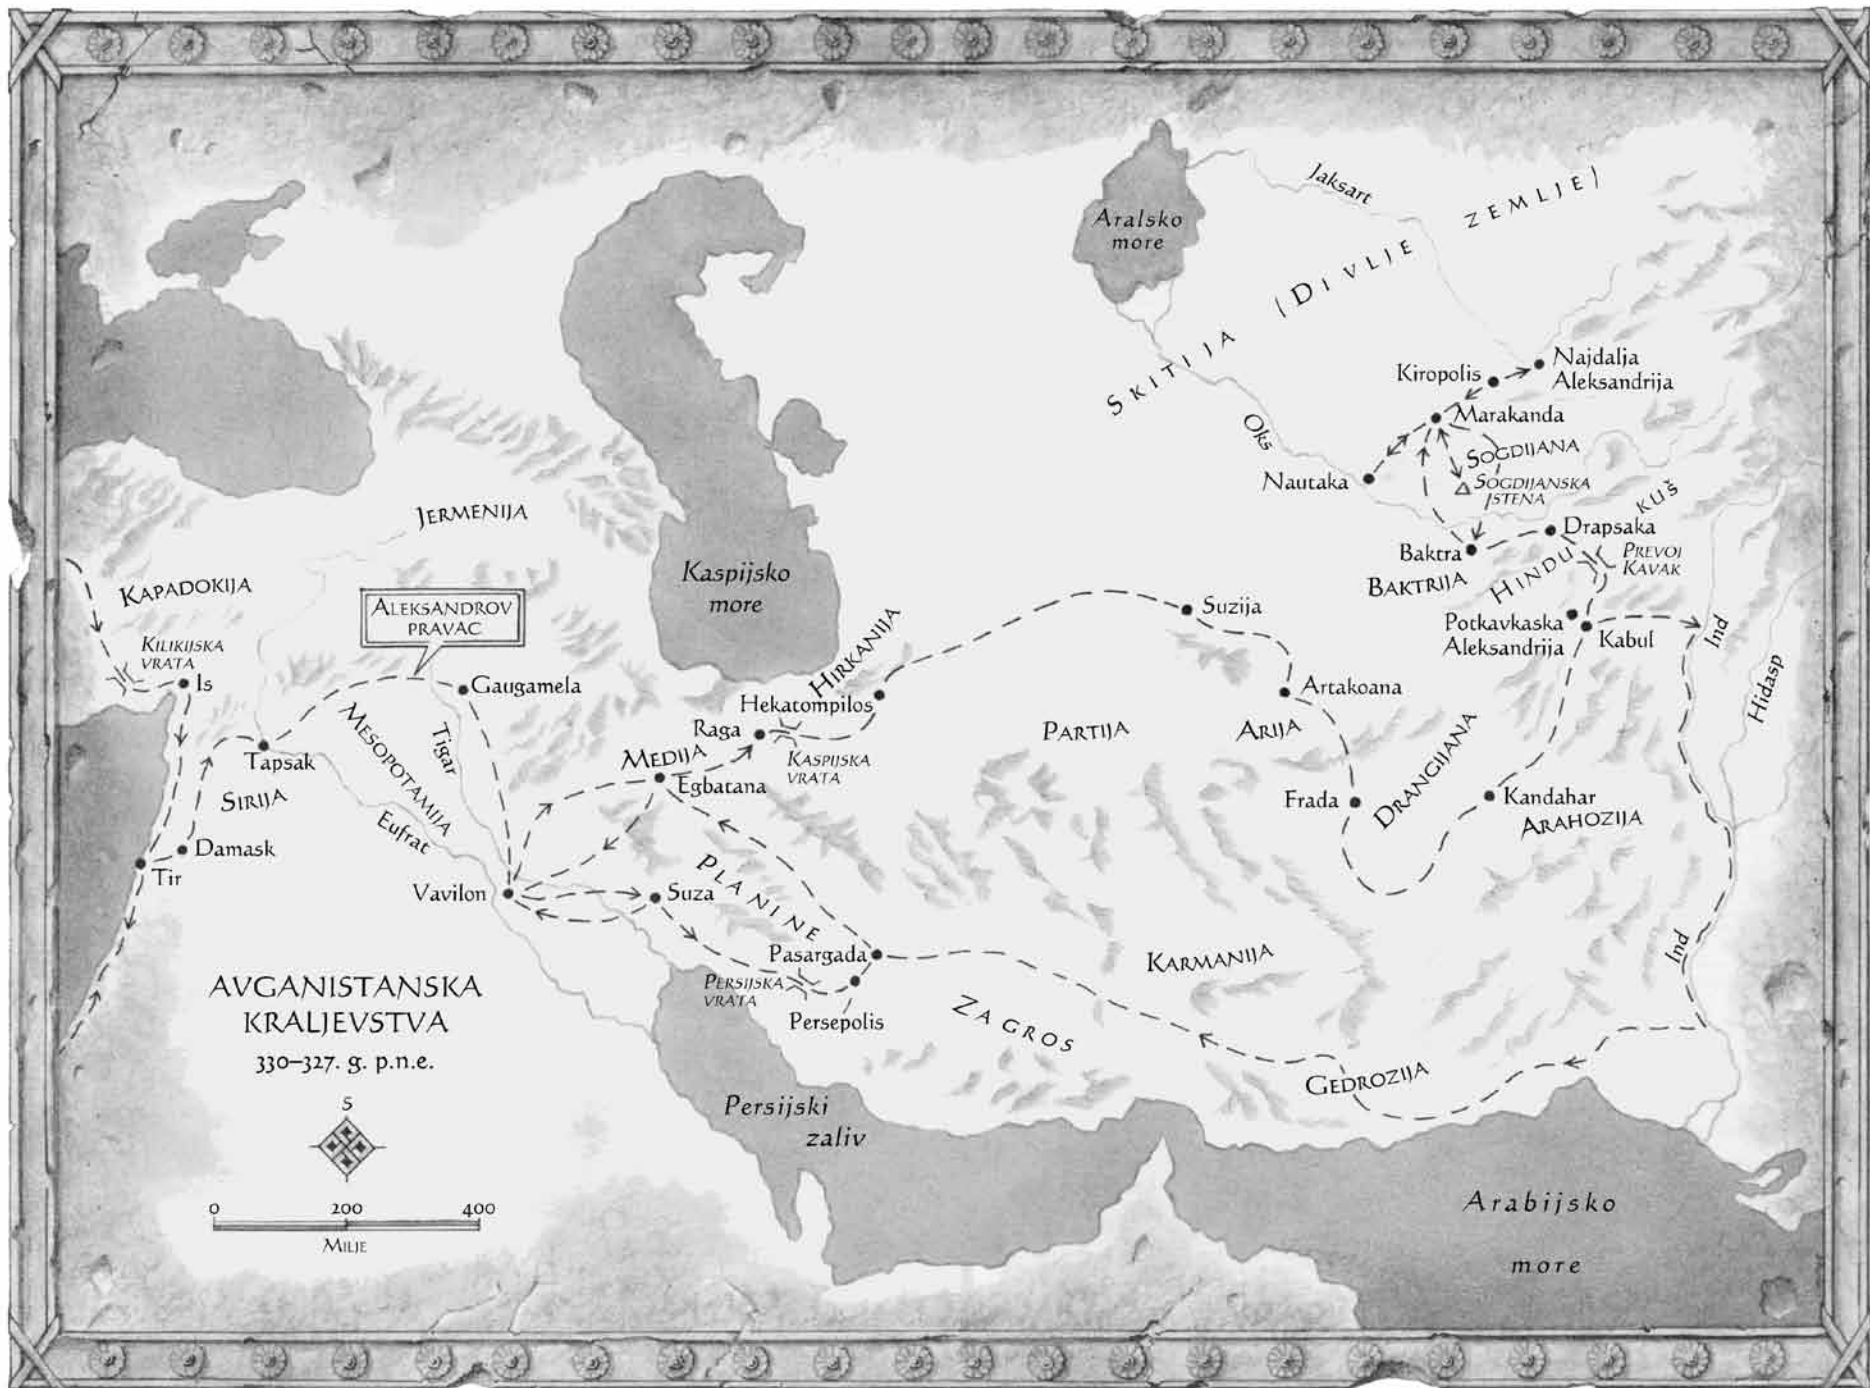 Aralsko
more
Jaksart
SKITIJA (DIVLJE ZEMLJE)
Kiropolis
Najdalja
Aleksandrija
Marakanda
Oks
SOGDIJANA
Nautaka
SOGDIJANSKA
ISTENA
JERMENIJA
Drapsaka
Baktra
BAKTRIJA
HINDU KUŠ
PREVOJ
KAVAK
Kaspijsko
more
KAPADOKIJA
ALEKSANDROV
PRAVAC
Suzija
Potkavkaska
Aleksandrija
Kabul
Ind
KILIKIJSKA
VRATA
Is
Gaugamela
HIRKANIJA
Hekatompilos
Artakoana
Hidasp
Raga
PARTIJA
ARIJA
Tapsak
MESOPOTAMIJA
Tigar
MEDIJA
KASPIJSKA
VRATA
Egbatana
SIRIJA
Frada
DRANGIJANA
Kandahar
ARAHOZIJA
Eufrat
Damask
Tir
Vavilon
Suza
PLANINE
Pasargada
KARMANIJA
Ind
PERSIJSKA
VRATA
Persepolis
ZAGROS
GEDROZIJA
AVGANISTANSKA
KRALJEVSTVA
330–327. g. p.n.e.
S
Persijski
zaliv
0 200 400
MILJE
Arabijsko
more